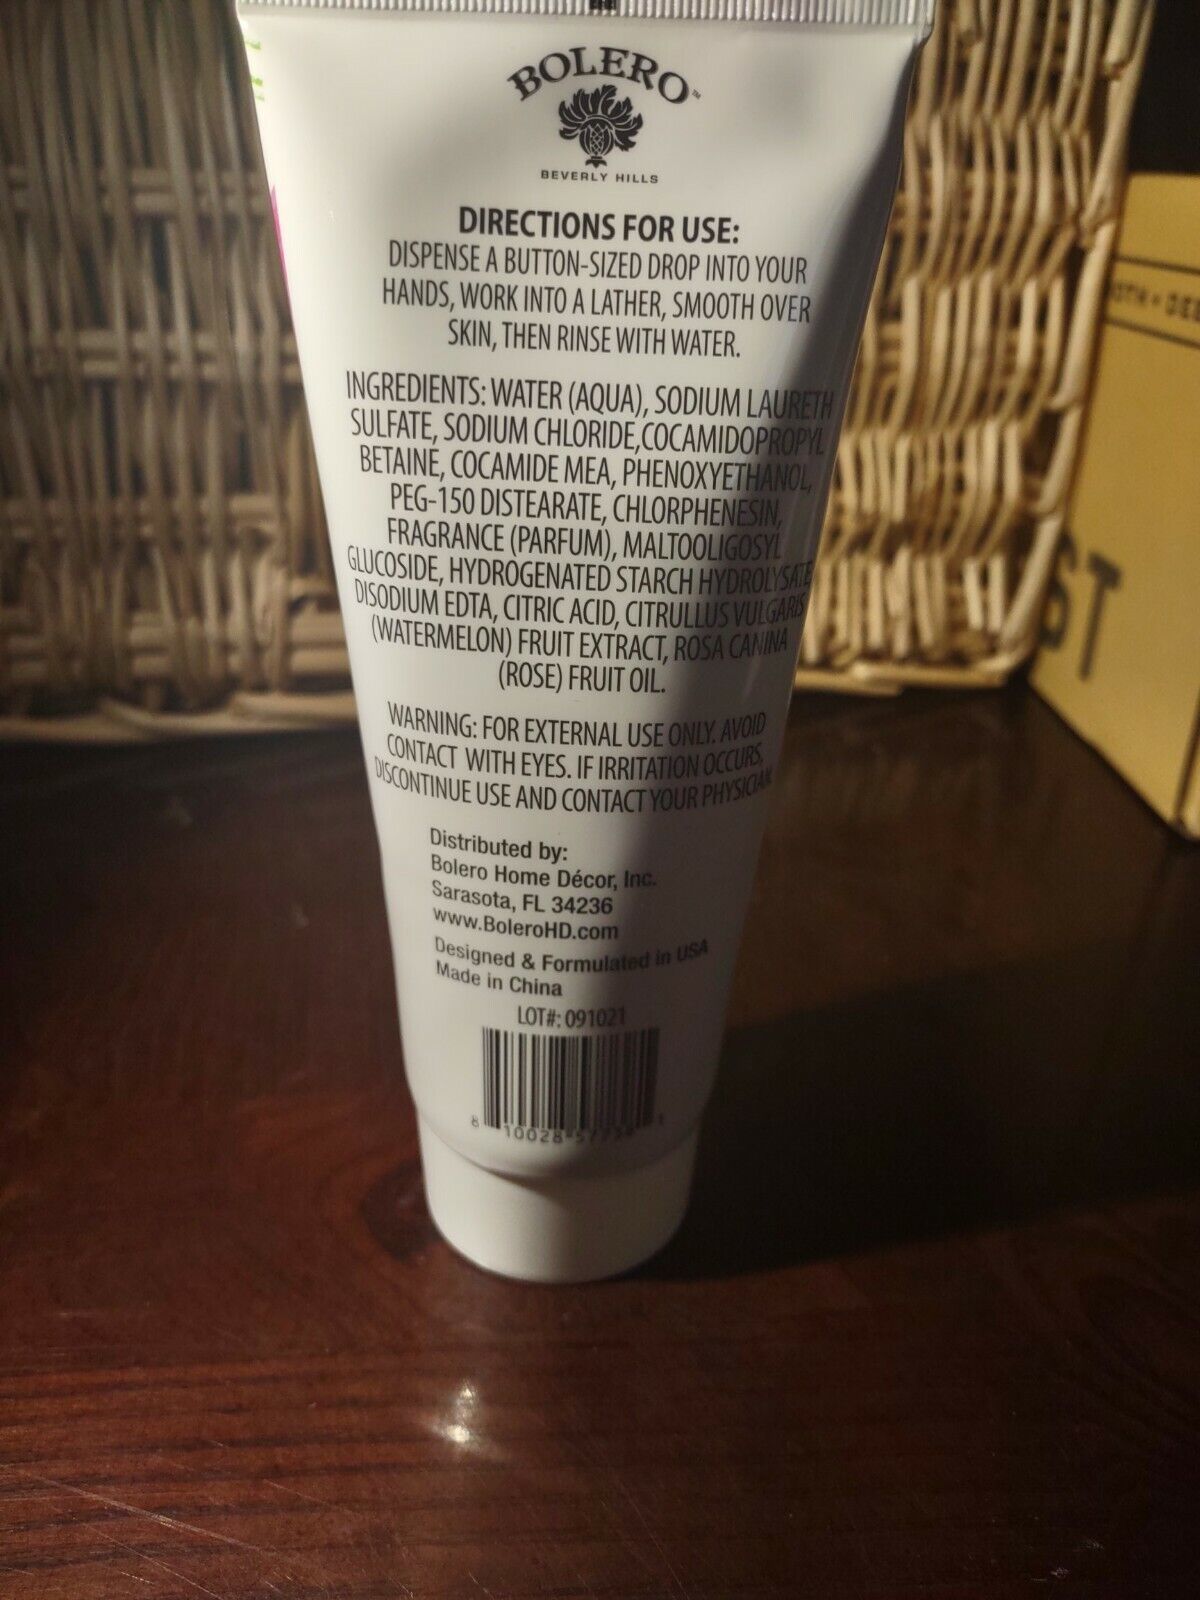 BOLERO™
BEVERLY HILLS
DIRECTIONS FOR USE:
DISPENSE A BUTTON-SIZED DROP INTO YOUR
HANDS, WORK INTO A LATHER, SMOOTH OVER
SKIN, THEN RINSE WITH WATER.
INGREDIENTS: WATER (AQUA), SODIUM LAURETH
SULFATE, SODIUM CHLORIDE,COCAMIDOPROPYL
BETAINE, COCAMIDE MEA, PHENOXYETHANOL,
PEG-150 DISTEARATE, CHLORPHENESIN,
FRAGRANCE (PARFUM), MALTOOLIGOSYL
GLUCOSIDE, HYDROGENATED STARCH HYDROLYSATE,
DISODIUM EDTA, CITRIC ACID, CITRULLUS VULGARIS
(WATERMELON) FRUIT EXTRACT, ROSA CANINA
(ROSE) FRUIT OIL.
WARNING: FOR EXTERNAL USE ONLY. AVOID
CONTACT WITH EYES. IF IRRITATION OCCURS,
DISCONTINUE USE AND CONTACT YOUR PHYSICIAN.
Distributed by:
Bolero Home Décor, Inc.
Sarasota, FL 34236
www.BoleroHD.com
Designed & Formulated in USA
Made in China
LOT#: 091021
8 10028 1